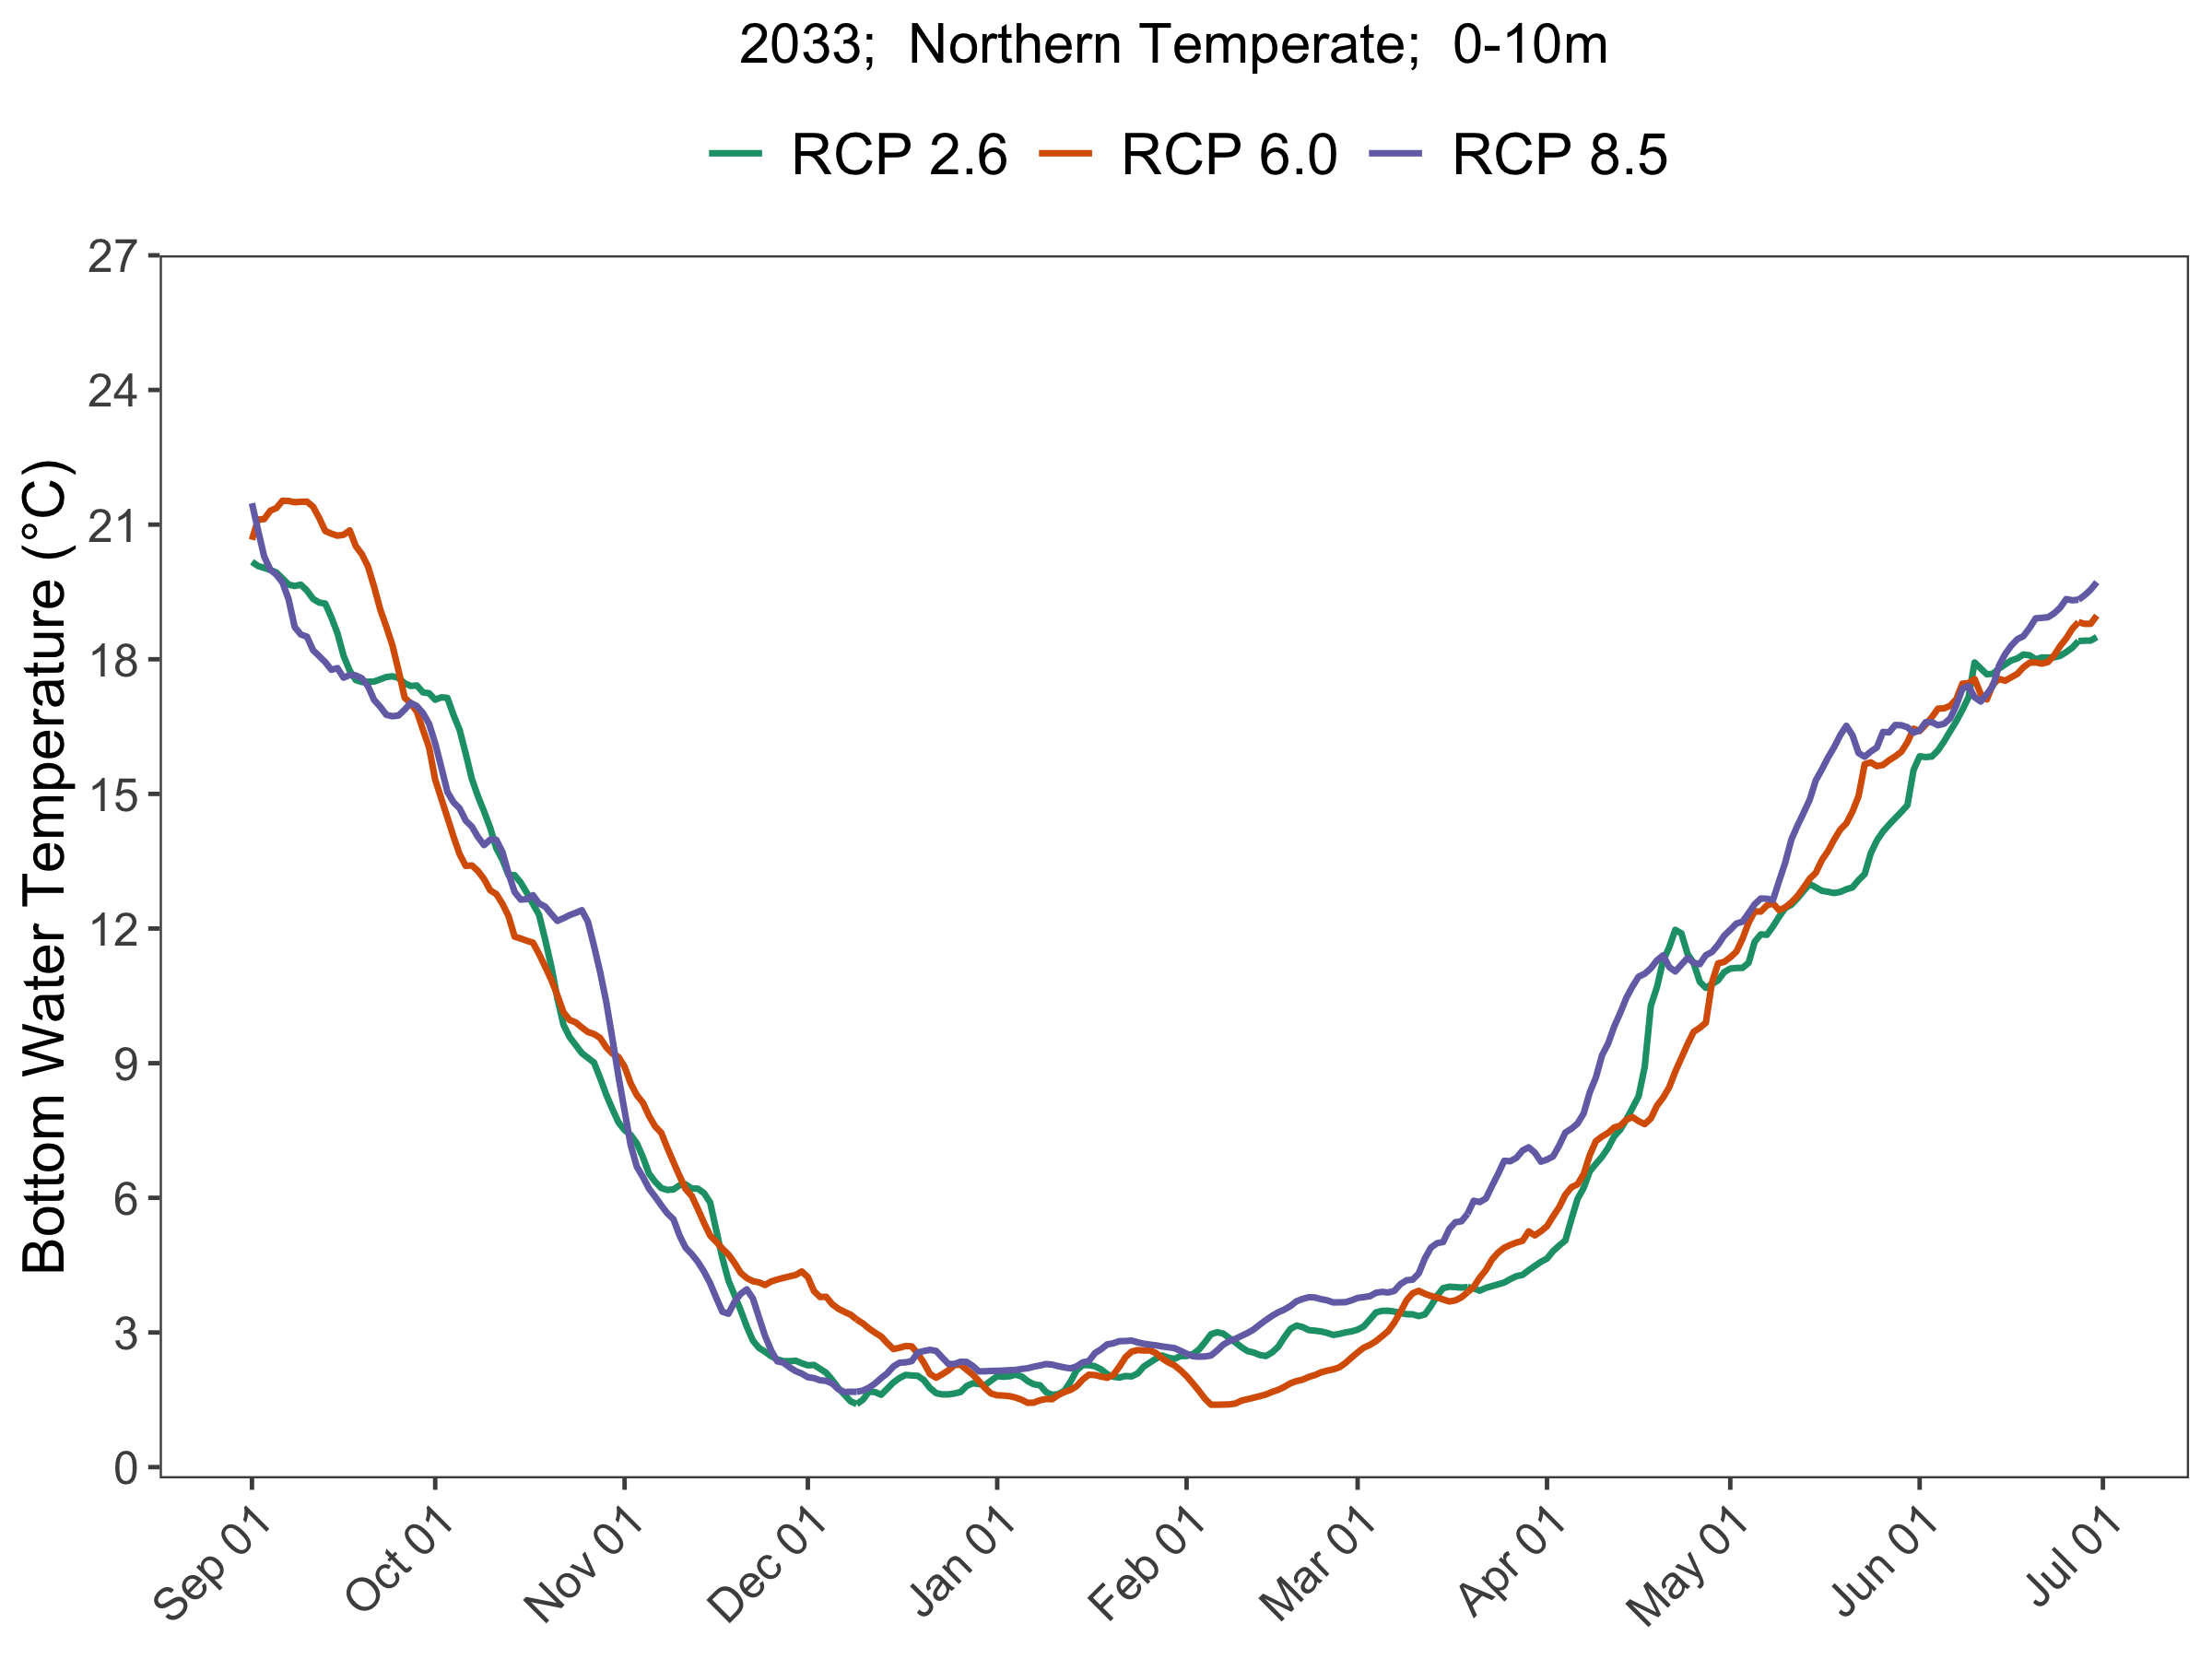 2033;  Northern Temperate;  0-10m
RCP 2.6 RCP 6.0 RCP 8.5
Bottom Water Temperature (°C)
27
24
21
18
15
12
9
6
3
0
Sep 01 Oct 01 Nov 01 Dec 01 Jan 01 Feb 01 Mar 01 Apr 01 May 01 Jun 01 Jul 01